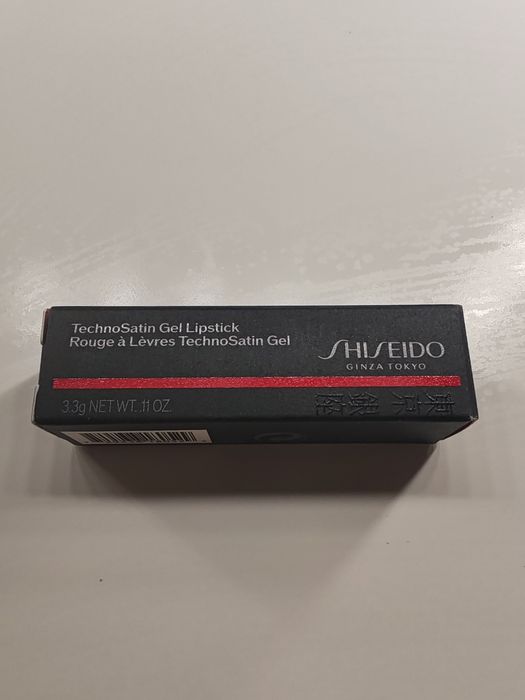 TechnoSatin Gel Lipstick
Rouge à Lèvres TechnoSatin Gel
SHISEIDO
GINZA TOKYO
3.3g NET WT. .11 OZ.
東京銀座